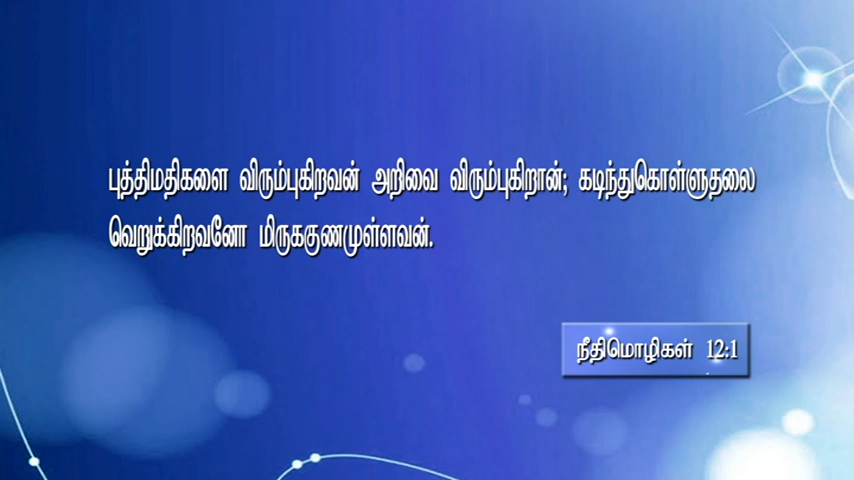 புத்திமதிகளை விரும்புகிறவன் அறிவை விரும்புகிறான்; கடிந்துகொள்ளுதலை
வெறுக்கிறவனோ மிருககுணமுள்ளவன்.
நீதிமொழிகள் 12:1